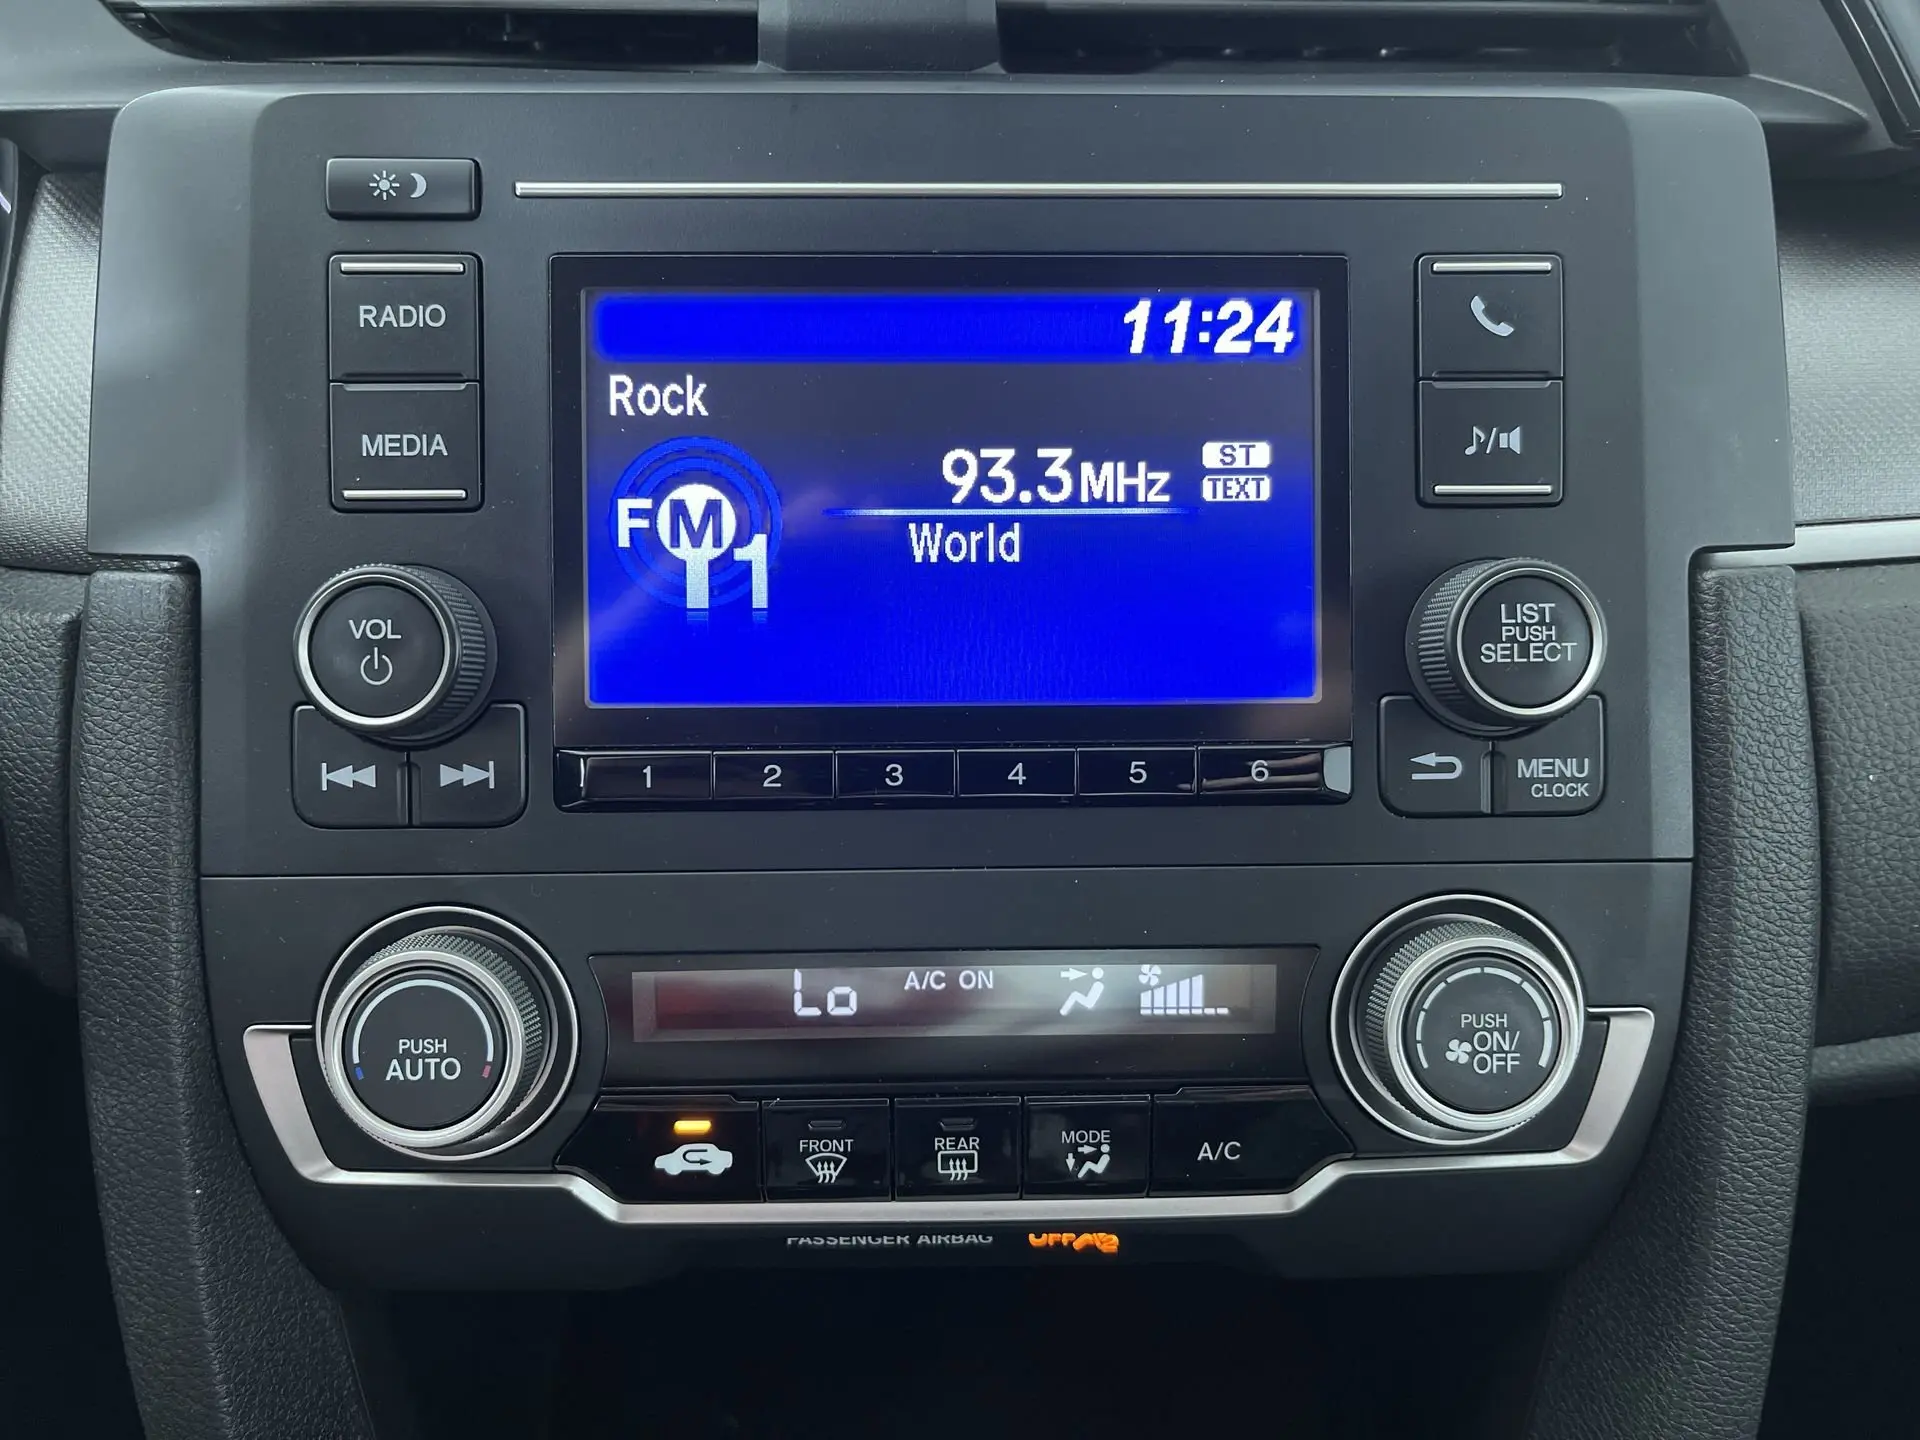 11:24
RADIO
Rock
MEDIA
93.3MHz
ST
TEXT
FM
1
World
VOL
LIST
PUSH
SELECT
1 2 3 4 5 6
MENU
CLOCK
Lo
A/C ON
PUSH
AUTO
PUSH
ON/
OFF
FRONT
REAR
MODE
A/C
PASSENGER AIRBAG OFF